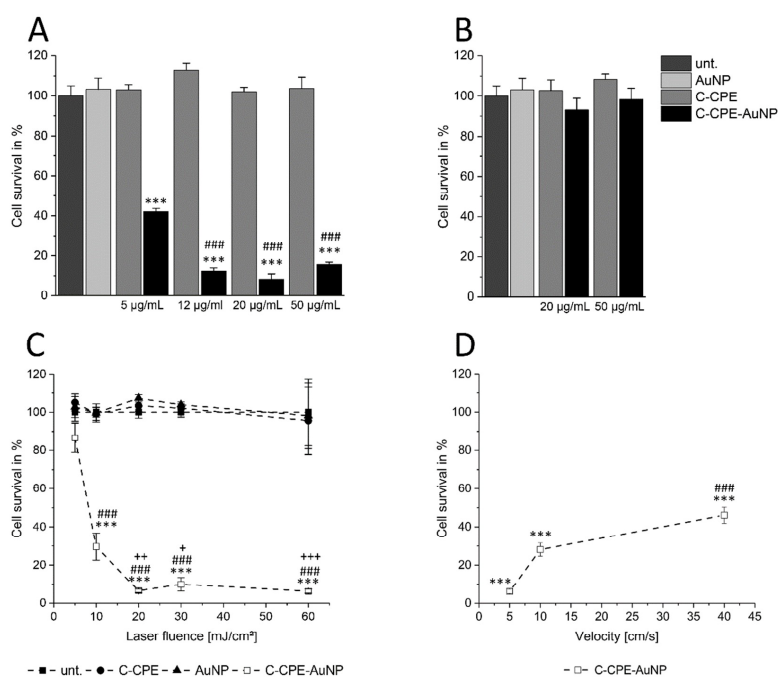 A
Cell survival in %
120
100
80
60
40
20
0
***
###
***
###
***
###
***
5 µg/mL 12 µg/ml 20 µg/mL 50 µg/mL
B
Cell survival in %
120
100
80
60
40
20
0
20 µg/mL 50 µg/mL
unt.
AuNP
C-CPE
C-CPE-AuNP
C
Cell survival in %
120
100
80
60
40
20
0
###
***
++
###
***
+
###
***
+++
###
***
10 20 30 40 50 60
Laser fluence [mJ/cm²]
unt. C-CPE AuNP C-CPE-AuNP
D
Cell survival in %
120
100
80
60
40
20
0
***
***
###
***
0 5 10 15 20 25 30 35 40 45
Velocity [cm/s]
C-CPE-AuNP